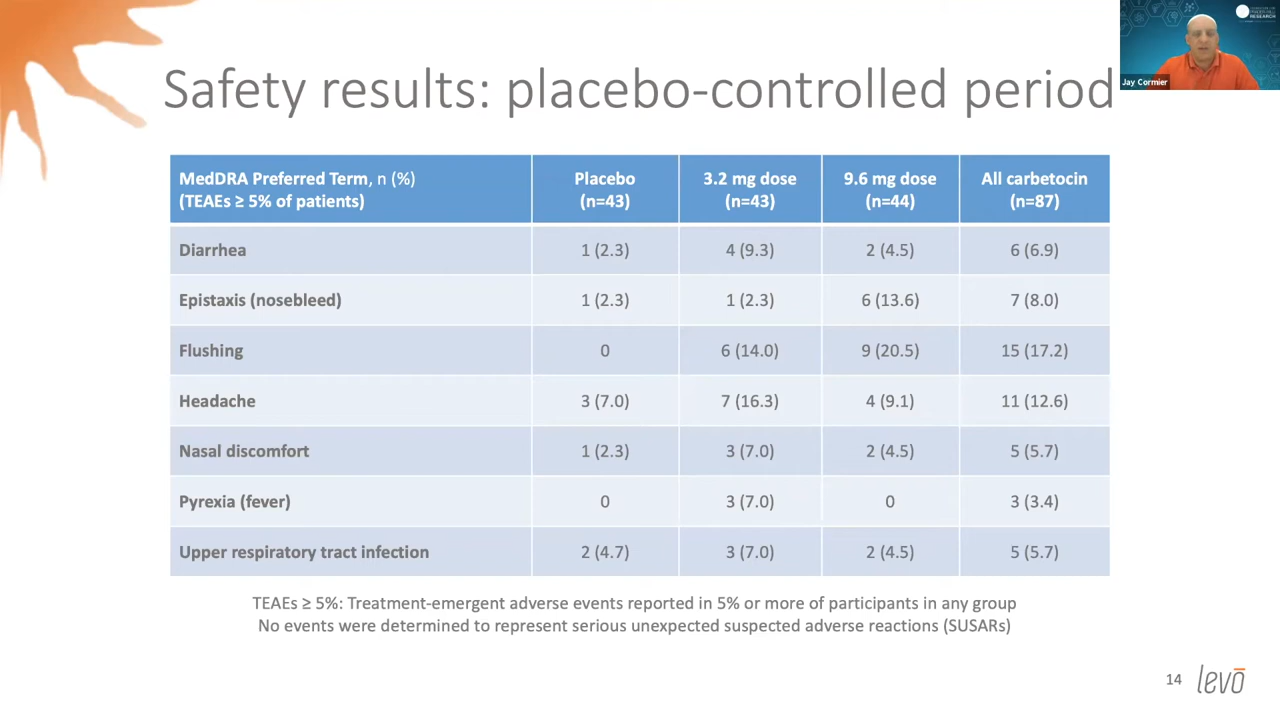 Safety results: placebo-controlled period
Jay Cormier
RESEARCH
MedDRA Preferred Term, n (%)
(TEAEs ≥ 5% of patients)
Placebo
(n=43)
3.2 mg dose
(n=43)
9.6 mg dose
(n=44)
All carbetocin
(n=87)
Diarrhea 1 (2.3) 4 (9.3) 2 (4.5) 6 (6.9)
Epistaxis (nosebleed) 1 (2.3) 1 (2.3) 6 (13.6) 7 (8.0)
Flushing 0 6 (14.0) 9 (20.5) 15 (17.2)
Headache 3 (7.0) 7 (16.3) 4 (9.1) 11 (12.6)
Nasal discomfort 1 (2.3) 3 (7.0) 2 (4.5) 5 (5.7)
Pyrexia (fever) 0 3 (7.0) 0 3 (3.4)
Upper respiratory tract infection 2 (4.7) 3 (7.0) 2 (4.5) 5 (5.7)
TEAEs ≥ 5%: Treatment-emergent adverse events reported in 5% or more of participants in any group
No events were determined to represent serious unexpected suspected adverse reactions (SUSARs)
14 levō